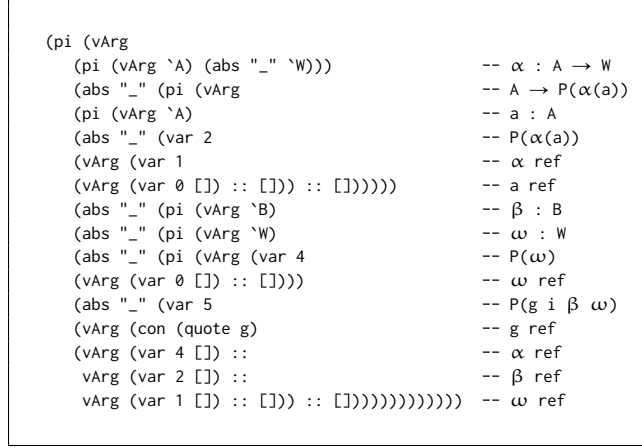 (pi (vArg
(pi (vArg `A) (abs "_" `W))) -- α : A → W
(abs "_" (pi (vArg -- A → P(α(a))
(pi (vArg `A) -- a : A
(abs "_" (var 2 -- P(α(a))
(vArg (var 1 -- α ref
(vArg (var 0 []) :: [])) :: []))))) -- a ref
(abs "_" (pi (vArg `B) -- β : B
(abs "_" (pi (vArg `W) -- ω : W
(abs "_" (pi (vArg (var 4 -- P(ω)
(vArg (var 0 []) :: []))) -- ω ref
(abs "_" (var 5 -- P(g i β ω)
(vArg (con (quote g) -- g ref
(vArg (var 4 []) :: -- α ref
vArg (var 2 []) :: -- β ref
vArg (var 1 []) :: [])) :: [])))))))))))) -- ω ref